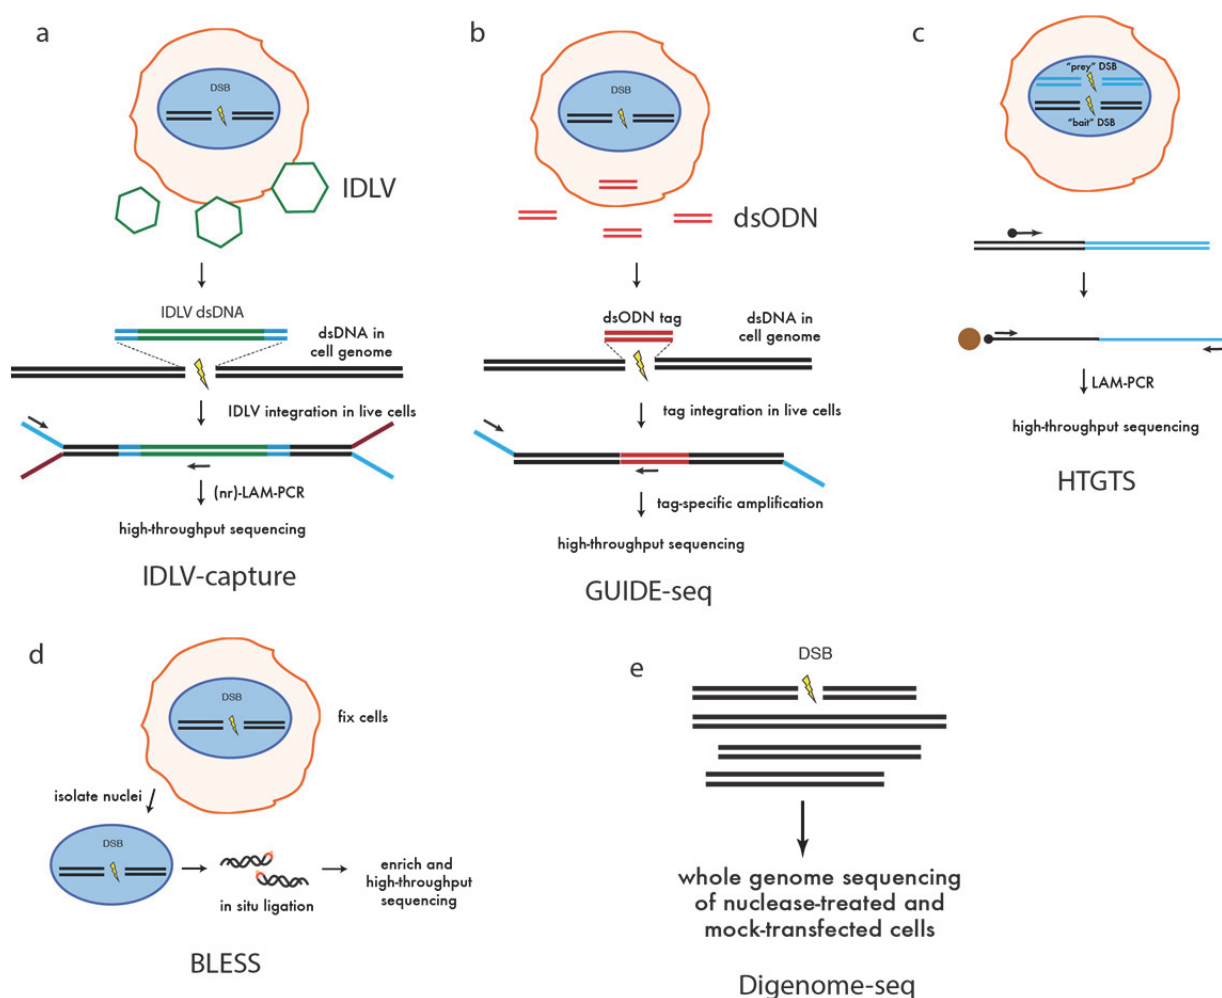 a
DSB
IDLV
IDLV dsDNA
dsDNA in
cell genome
IDLV integration in live cells
(nr)-LAM-PCR
high-throughput sequencing
IDLV-capture
b
DSB
dsODN
dsODN tag
dsDNA in
cell genome
tag integration in live cells
tag-specific amplification
high-throughput sequencing
GUIDE-seq
c
"prey" DSB
"bait" DSB
LAM-PCR
high-throughput sequencing
HTGTS
d
DSB
fix cells
isolate nuclei
DSB
in situ ligation
enrich and
high-throughput
sequencing
BLESS
e
DSB
whole genome sequencing
of nuclease-treated and
mock-transfected cells
Digenome-seq